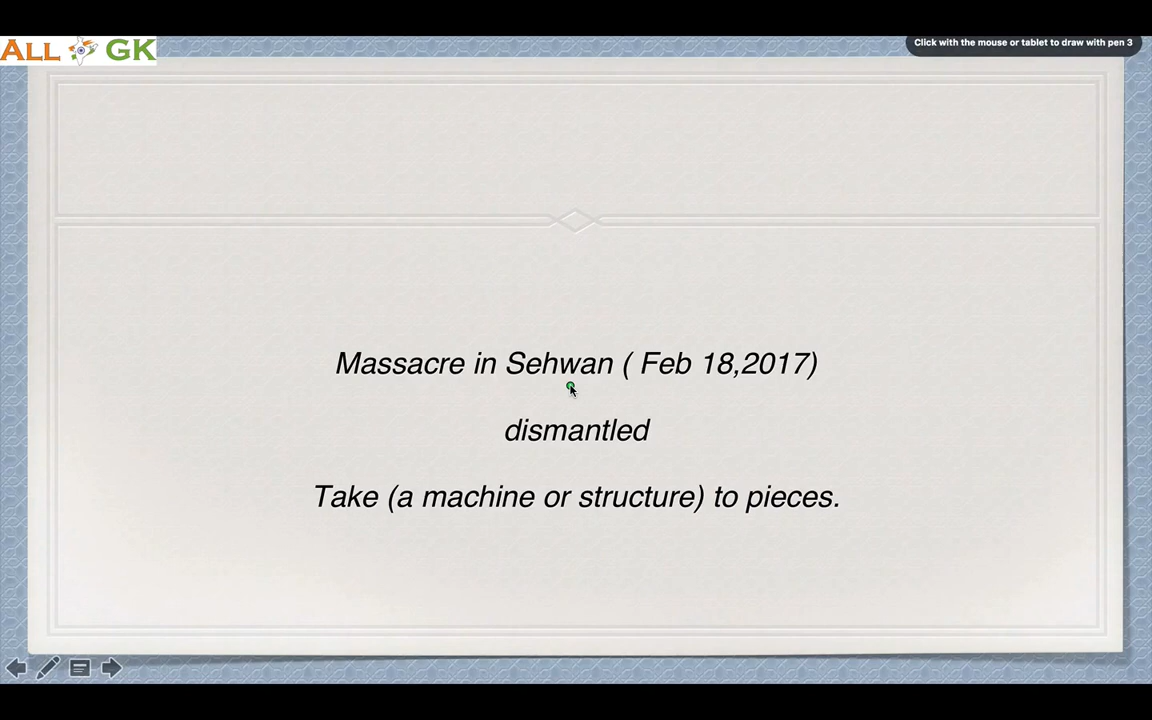 ALL GK
Click with the mouse or tablet to draw with pen 3
Massacre in Sehwan ( Feb 18,2017)
dismantled
Take (a machine or structure) to pieces.